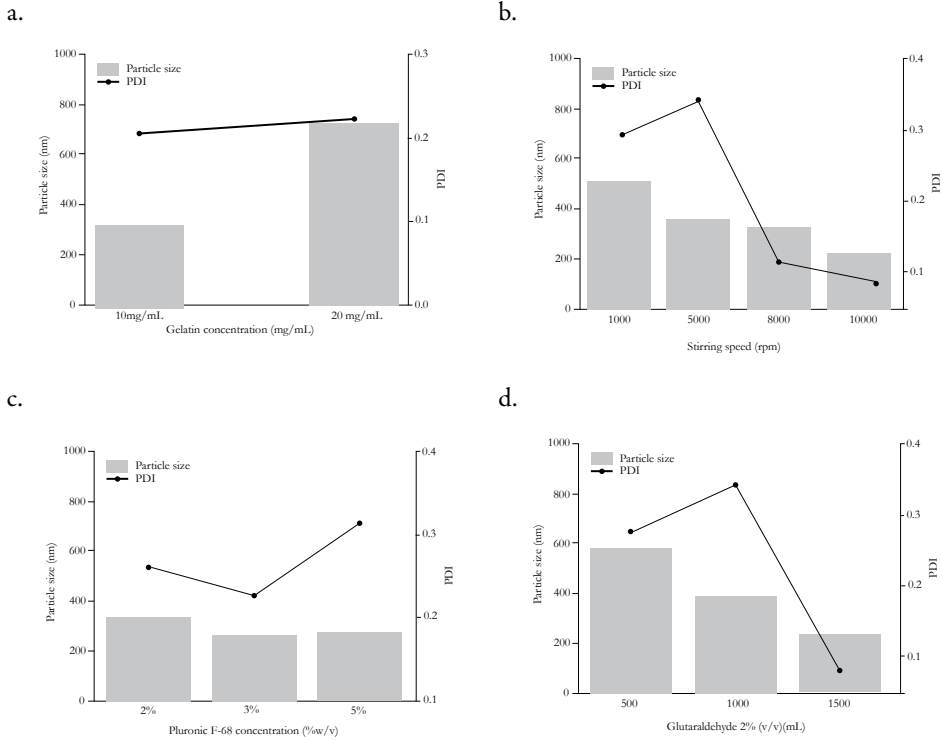 a.
1000
800
600
400
200
0
Particle size (nm)
Particle size
PDI
0.3
0.2
0.1
0.0
PDI
10mg/mL
20 mg/mL
Gelatin concentration (mg/mL)
b.
1000
800
600
400
200
0
Particle size (nm)
Particle size
PDI
0.4
0.3
0.2
0.1
PDI
1000
5000
8000
10000
Stirring speed (rpm)
c.
1000
800
600
400
200
0
Particle size (nm)
Particle size
PDI
0.4
0.3
0.2
0.1
PDI
2%
3%
5%
Pluronic F-68 concentration (%w/v)
d.
1000
800
600
400
200
0
Particle size (nm)
Particle size
PDI
0.4
0.3
0.2
0.1
PDI
500
1000
1500
Glutaraldehyde 2% (v/v)(mL)